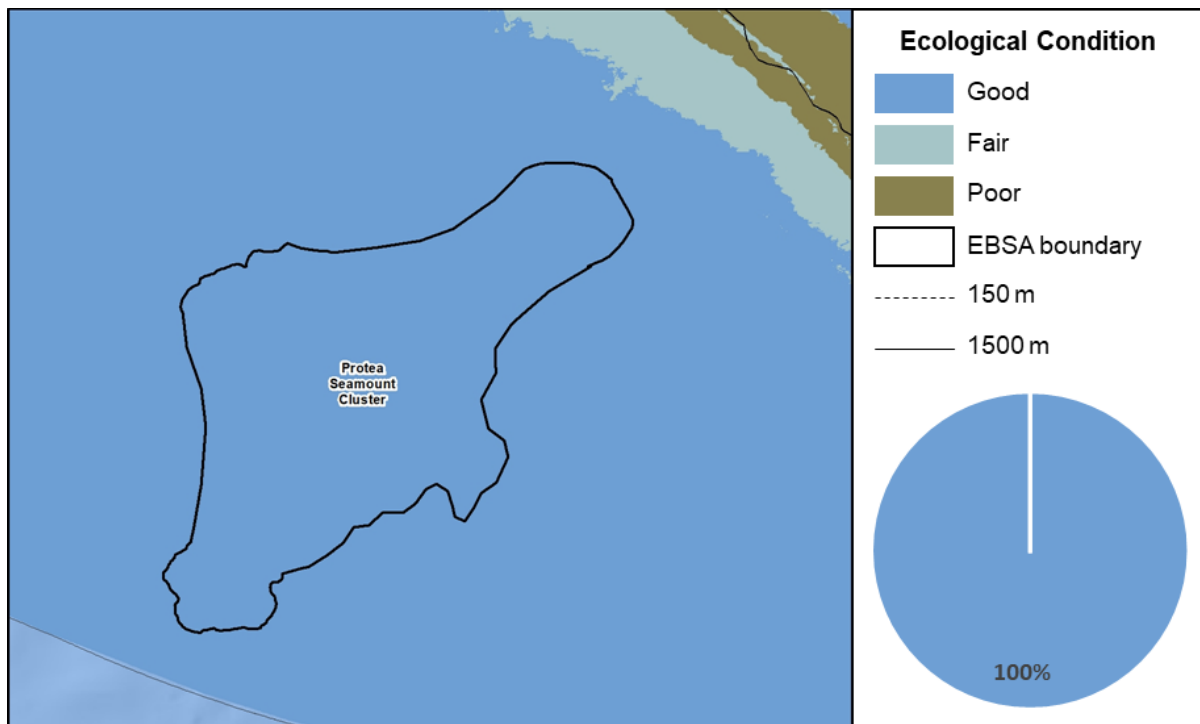 Protea
Seamount
Cluster
Ecological Condition
Good
Fair
Poor
EBSA boundary
150 m
1500 m
100%